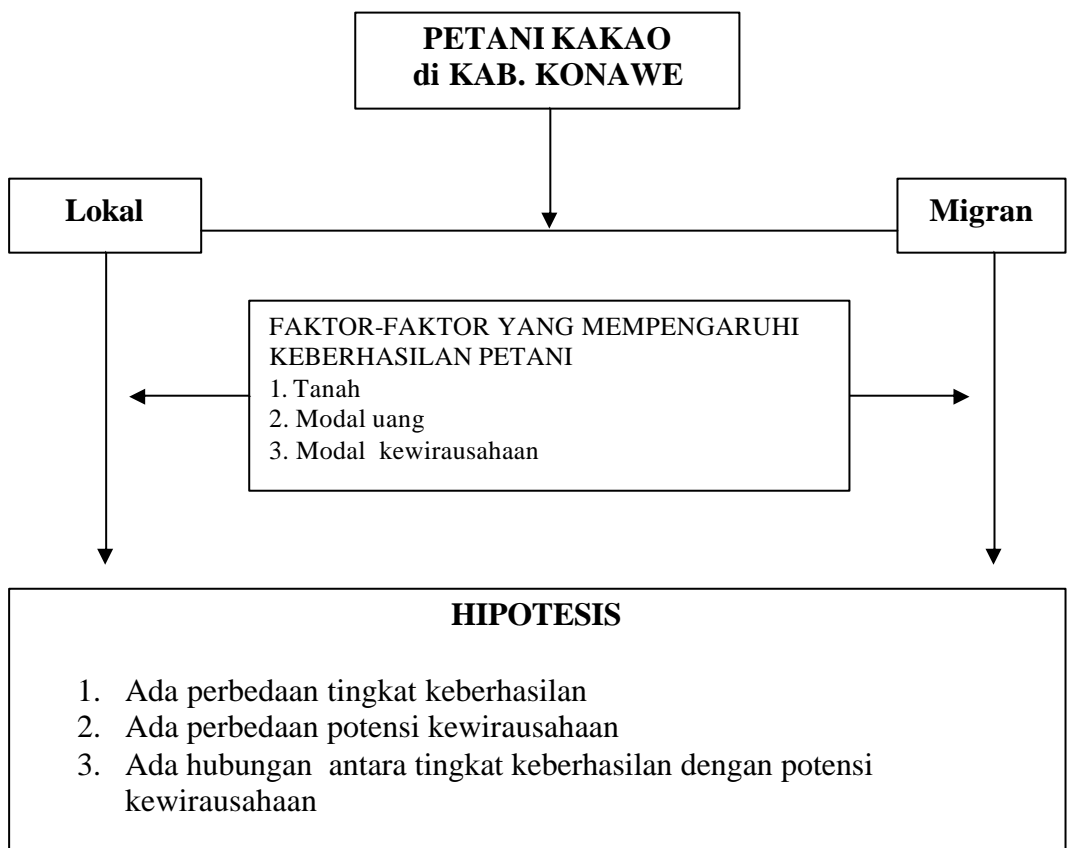 PETANI KAKAO
di KAB. KONAWE
Lokal
Migran
FAKTOR-FAKTOR YANG MEMPENGARUHI
KEBERHASILAN PETANI
1. Tanah
2. Modal uang
3. Modal kewirausahaan
HIPOTESIS
1. Ada perbedaan tingkat keberhasilan
2. Ada perbedaan potensi kewirausahaan
3. Ada hubungan antara tingkat keberhasilan dengan potensi
kewirausahaan